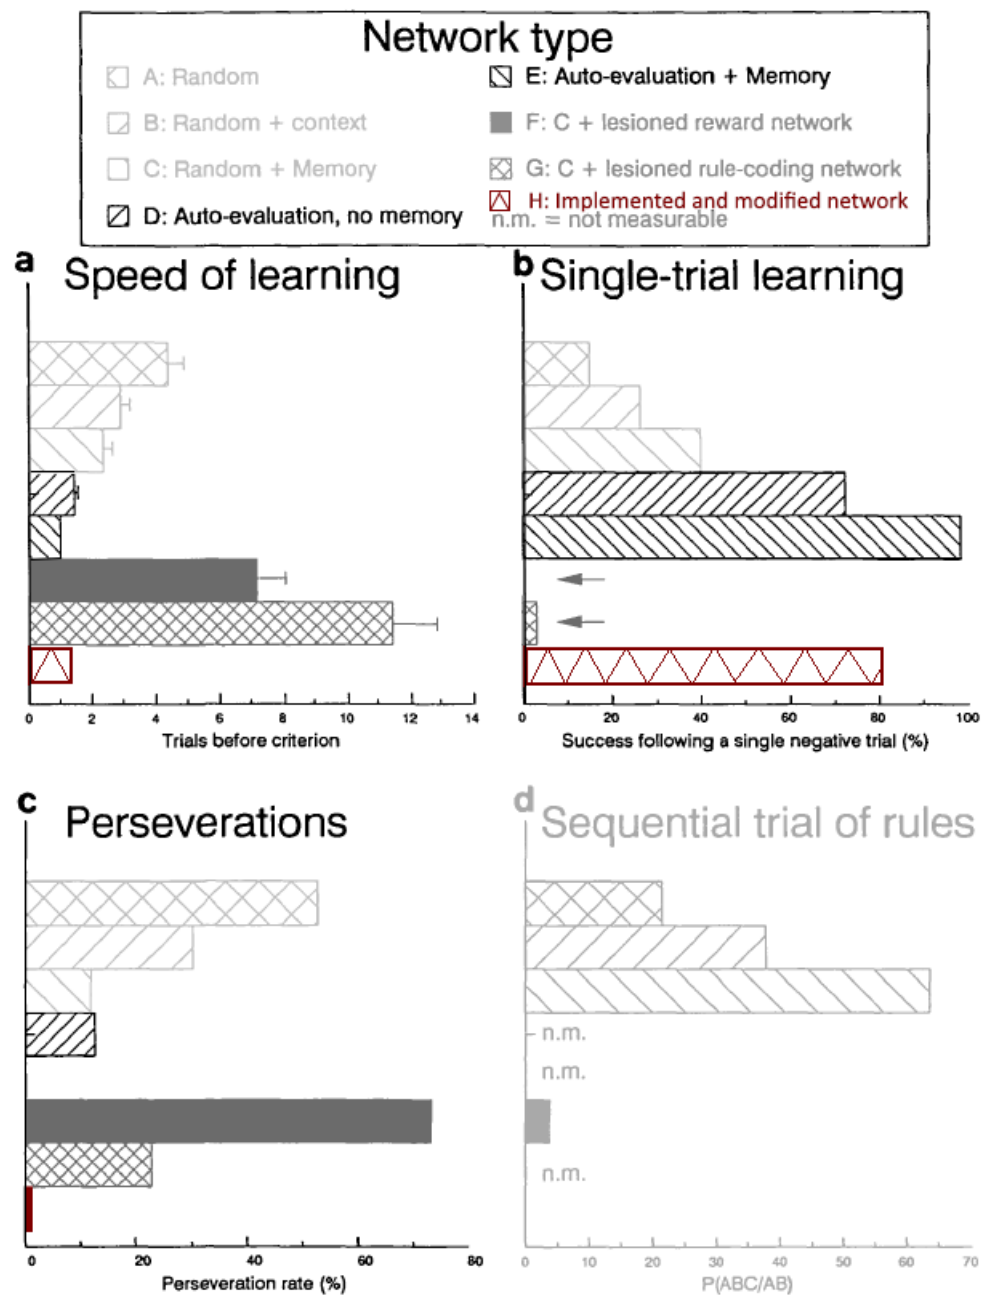 Network type
A: Random
B: Random + context
C: Random + Memory
D: Auto-evaluation, no memory
E: Auto-evaluation + Memory
F: C + lesioned reward network
G: C + lesioned rule-coding network
H: Implemented and modified network
n.m. = not measurable
a Speed of learning
0 2 4 6 8 10 12 14
Trials before criterion
b Single-trial learning
0 20 40 60 80 100
Success following a single negative trial (%)
c Perseverations
0 20 40 60 80
Perseveration rate (%)
d Sequential trial of rules
n.m.
n.m.
n.m.
0 10 20 30 40 50 60 70
P(ABC/AB)